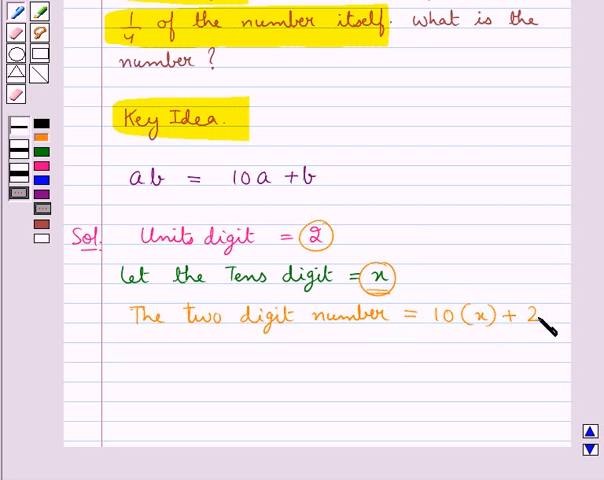 1/4 of the number itself. What is the
number ?
Key Idea.
ab = 10a + b
Sol. Units digit = 2
Let the Tens digit = x
The two digit number = 10(x) + 2